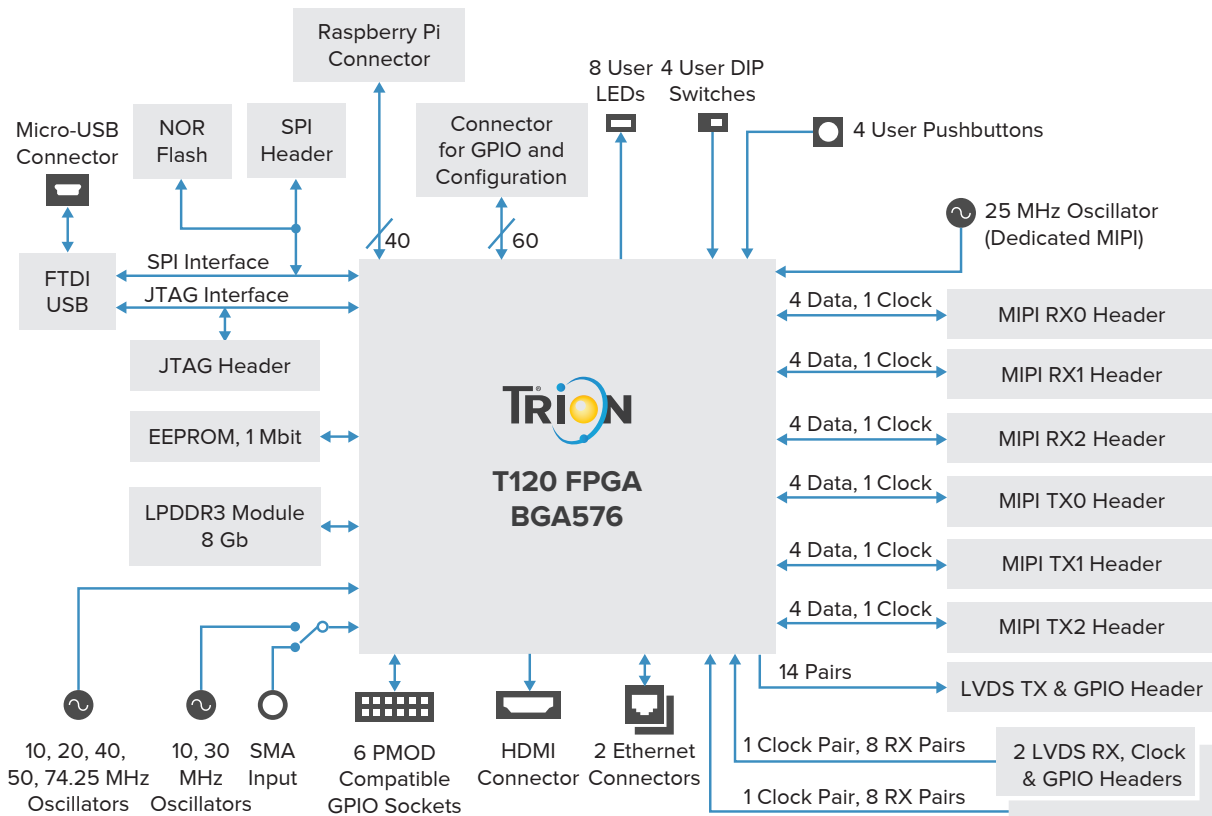 Raspberry Pi
Connector
8 User
LEDs
4 User DIP
Switches
Micro-USB
Connector
NOR
Flash
SPI
Header
Connector
for GPIO and
Configuration
4 User Pushbuttons
25 MHz Oscillator
(Dedicated MIPI)
40
60
FTDI
USB
SPI Interface
JTAG Interface
JTAG Header
EEPROM, 1 Mbit
LPDDR3 Module
8 Gb
TRION®
T120 FPGA
BGA576
4 Data, 1 Clock
MIPI RX0 Header
4 Data, 1 Clock
MIPI RX1 Header
4 Data, 1 Clock
MIPI RX2 Header
4 Data, 1 Clock
MIPI TX0 Header
4 Data, 1 Clock
MIPI TX1 Header
4 Data, 1 Clock
MIPI TX2 Header
14 Pairs
LVDS TX & GPIO Header
1 Clock Pair, 8 RX Pairs
2 LVDS RX, Clock
& GPIO Headers
1 Clock Pair, 8 RX Pairs
10, 20, 40,
50, 74.25 MHz
Oscillators
10, 30
MHz
Oscillators
SMA
Input
6 PMOD
Compatible
GPIO Sockets
HDMI
Connector
2 Ethernet
Connectors